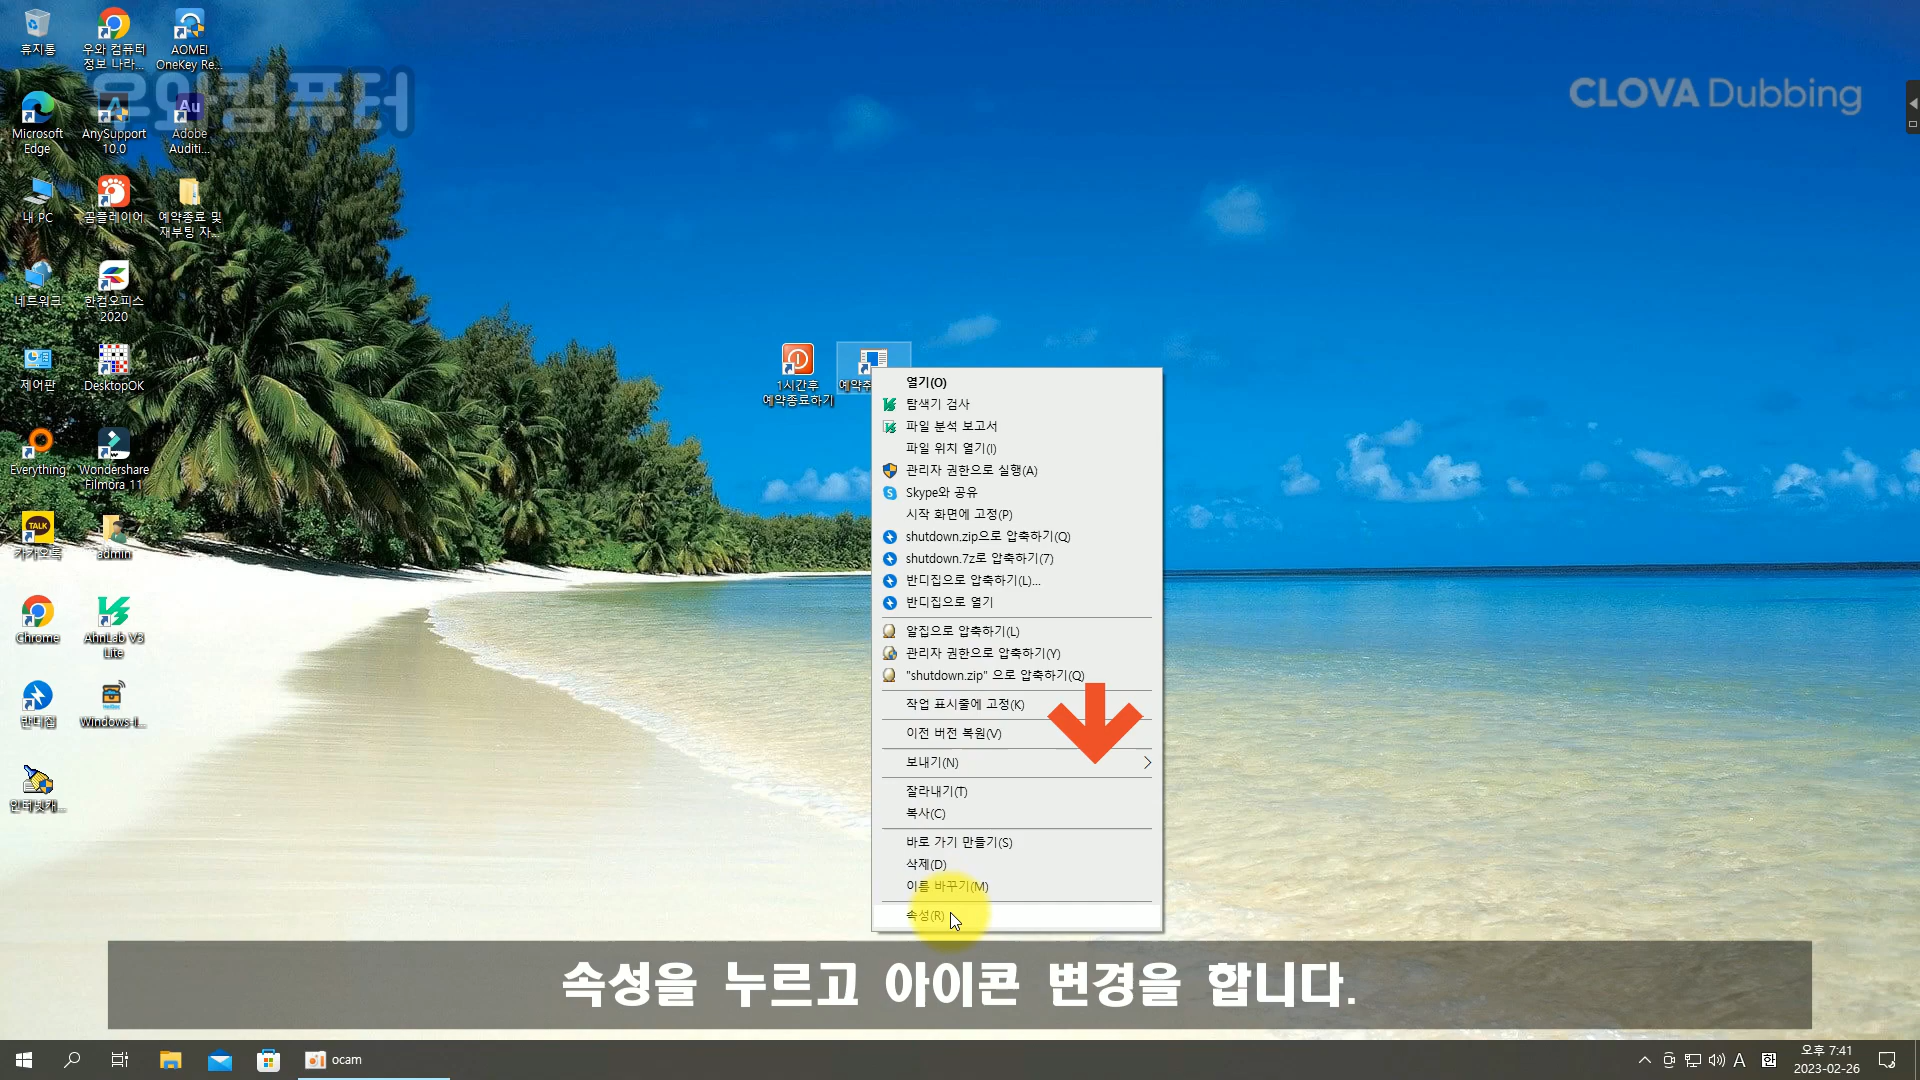 휴지통
우와 컴퓨터
정보 나라...
AOMEI
OneKey Re...
우와컴퓨터
CLOVA Dubbing
Microsoft
Edge
AnySupport
10.0
Au
Adobe
Auditi...
내 PC
곰플레이어
예약종료 및
재부팅 자...
네트워크
한컴오피스
2020
제어판
DesktopOK
1시간후
예약종료하기
Everything
Wondershare
Filmora 11
TALK
카카오톡
admin
Chrome
AhnLab V3
Lite
반디집
Windows-I...
인터넷캐...
열기(O)
탐색기 검사
파일 분석 보고서
파일 위치 열기(I)
관리자 권한으로 실행(A)
Skype와 공유
시작 화면에 고정(P)
shutdown.zip으로 압축하기(Q)
shutdown.7z로 압축하기(7)
반디집으로 압축하기(L)...
반디집으로 열기
알집으로 압축하기(L)
관리자 권한으로 압축하기(Y)
"shutdown.zip" 으로 압축하기(Q)
작업 표시줄에 고정(K)
이전 버전 복원(V)
보내기(N)
잘라내기(T)
복사(C)
바로 가기 만들기(S)
삭제(D)
이름 바꾸기(M)
속성(R)
속성을 누르고 아이콘 변경을 합니다.
ocam
A
한
오후 7:41
2023-02-26